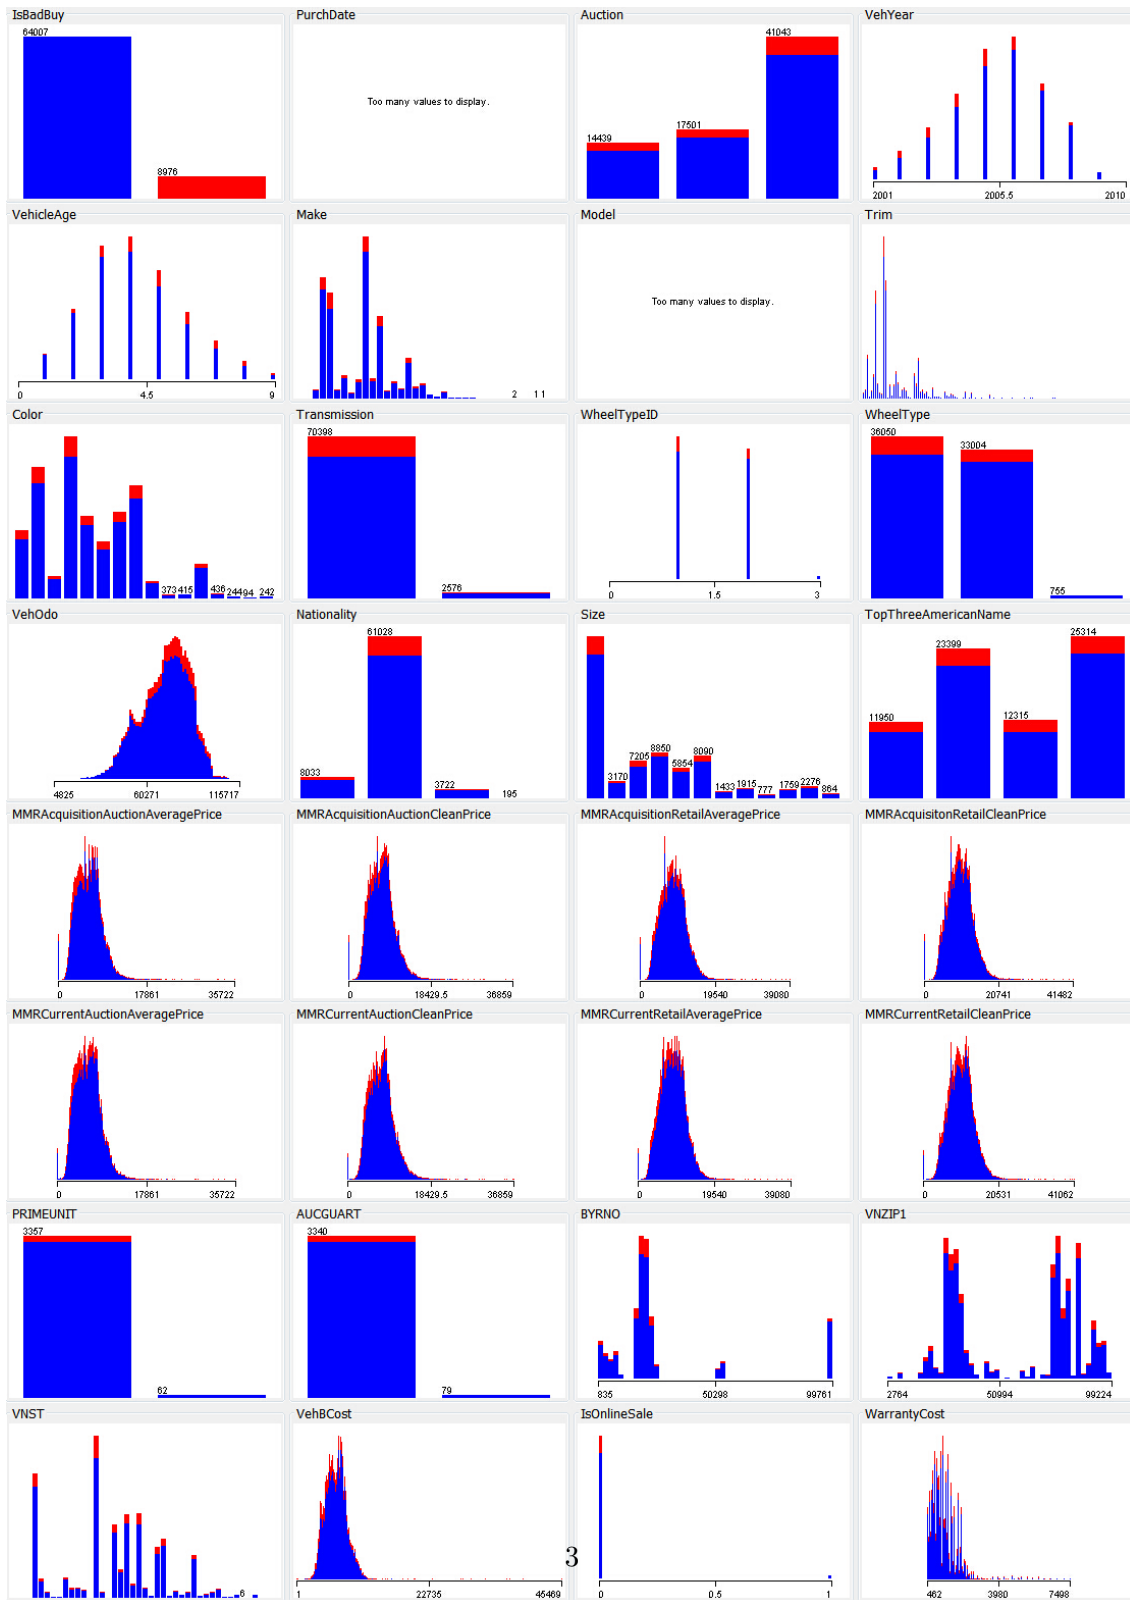 IsBadBuy
64007
8976
PurchDate
Too many values to display.
Auction
14439
17501
41043
VehYear
2001
2005.5
2010
VehicleAge
0
4.5
9
Make
2
1 1
Model
Too many values to display.
Trim
Color
373
415
436
244
94
242
Transmission
70398
2576
WheelTypeID
0
1.5
3
WheelType
36050
33004
755
VehOdo
4825
60271
115717
Nationality
8033
61028
3722
195
Size
3170
7205
8850
5854
8090
1433
1915
777
1759
2276
864
TopThreeAmericanName
11950
23399
12315
25314
MMRAcquisitionAuctionAveragePrice
0
17861
35722
MMRAcquisitionAuctionCleanPrice
0
18429.5
36859
MMRAcquisitionRetailAveragePrice
0
19540
39080
MMRAcquisitonRetailCleanPrice
0
20741
41482
MMRCurrentAuctionAveragePrice
0
17861
35722
MMRCurrentAuctionCleanPrice
0
18429.5
36859
MMRCurrentRetailAveragePrice
0
19540
39080
MMRCurrentRetailCleanPrice
0
20531
41062
PRIMEUNIT
3357
62
AUCGUART
3340
79
BYRNO
835
50298
99761
VNZIP1
2764
50994
99224
VNST
6
VehBCost
1
22735
45469
IsOnlineSale
0
0.5
1
WarrantyCost
462
3980
7498
3